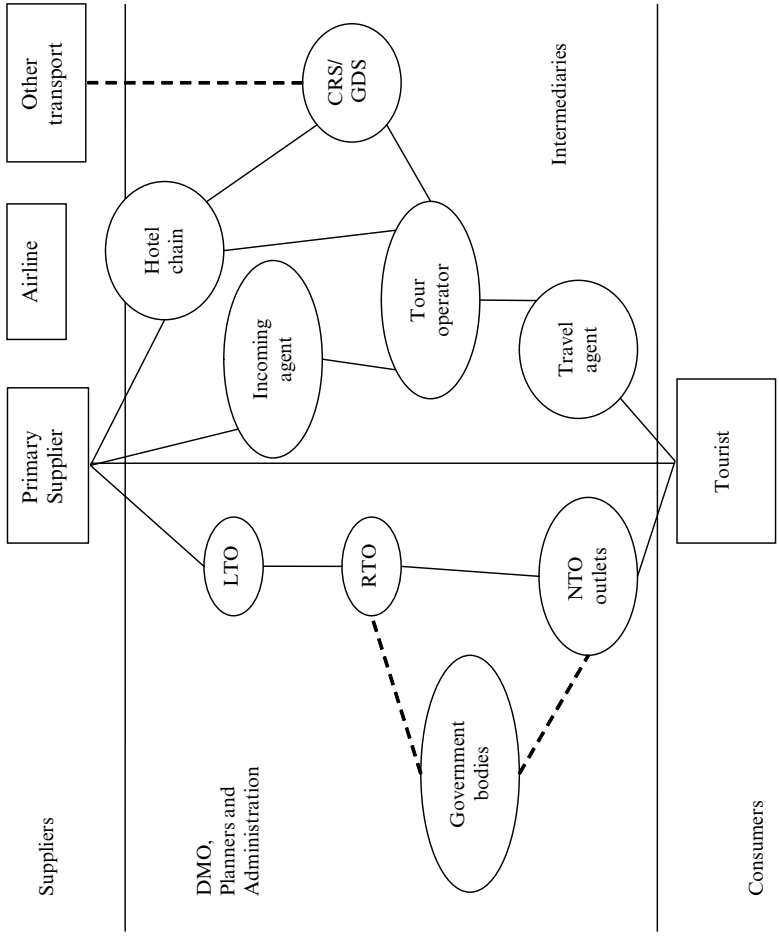 Suppliers
Primary
Supplier
Airline
Other
transport
DMO,
Planners and
Administration
LTO
Hotel
chain
Incoming
agent
CRS/
GDS
RTO
Government
bodies
Tour
operator
NTO
outlets
Travel
agent
Intermediaries
Consumers
Tourist